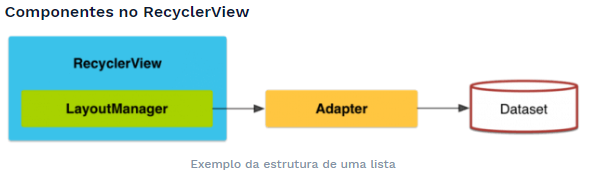 Componentes no RecyclerView
RecyclerView
LayoutManager
Adapter
Dataset
Exemplo da estrutura de uma lista